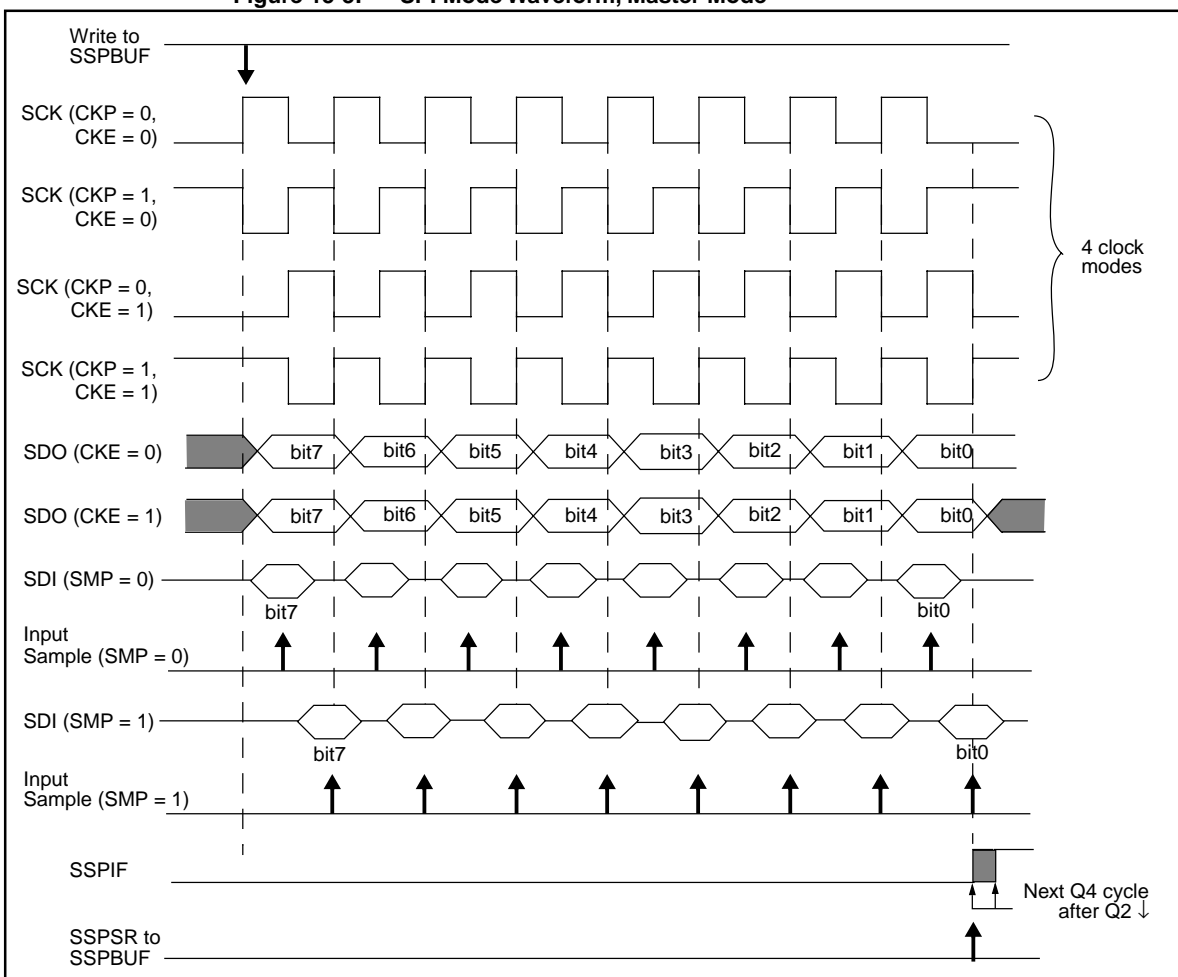 Write to
SSPBUF
SCK (CKP = 0,
CKE = 0)
SCK (CKP = 1,
CKE = 0)
SCK (CKP = 0,
CKE = 1)
SCK (CKP = 1,
CKE = 1)
4 clock
modes
SDO (CKE = 0)
bit7 bit6 bit5 bit4 bit3 bit2 bit1 bit0
SDO (CKE = 1)
bit7 bit6 bit5 bit4 bit3 bit2 bit1 bit0
SDI (SMP = 0)
bit7 bit0
Input
Sample (SMP = 0)
SDI (SMP = 1)
bit7 bit0
Input
Sample (SMP = 1)
SSPIF
Next Q4 cycle
after Q2 ↓
SSPSR to
SSPBUF